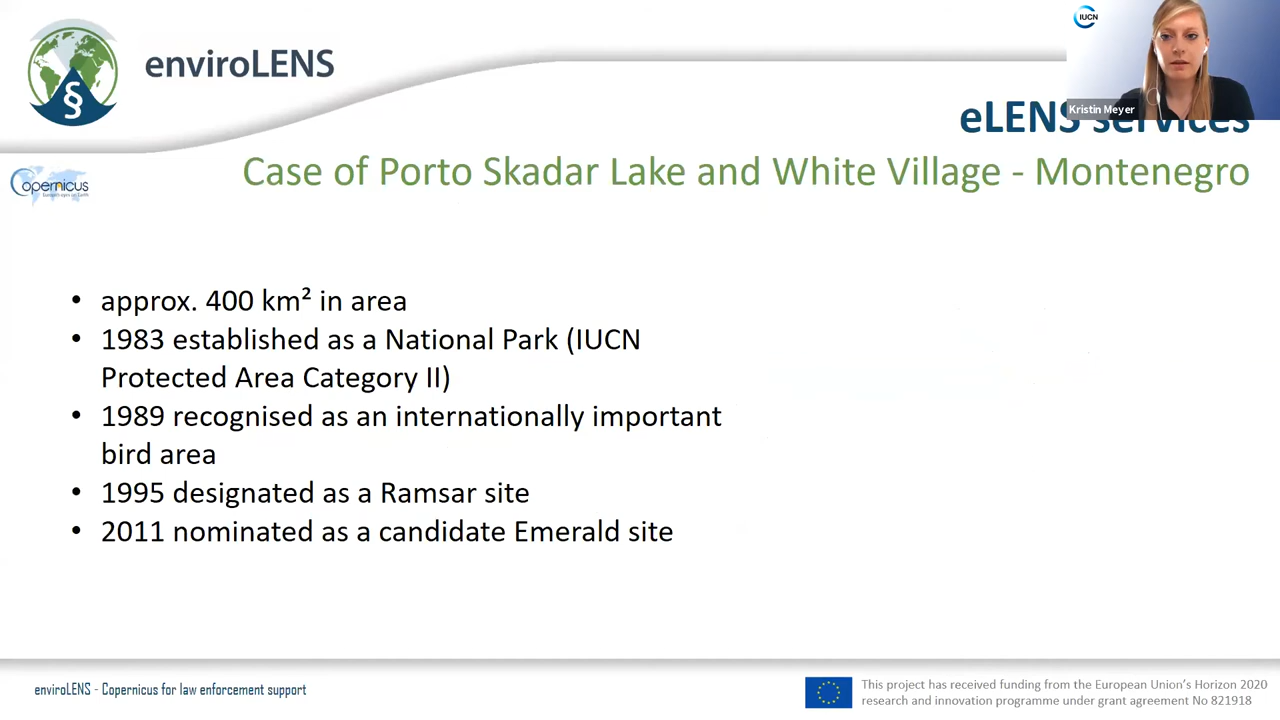 IUCN
Kristin Meyer
§
enviroLENS
eLENS services
Copernicus
Case of Porto Skadar Lake and White Village - Montenegro
• approx. 400 km² in area
• 1983 established as a National Park (IUCN
Protected Area Category II)
• 1989 recognised as an internationally important
bird area
• 1995 designated as a Ramsar site
• 2011 nominated as a candidate Emerald site
enviroLENS - Copernicus for law enforcement support
This project has received funding from the European Union's Horizon 2020
research and innovation programme under grant agreement No 821918